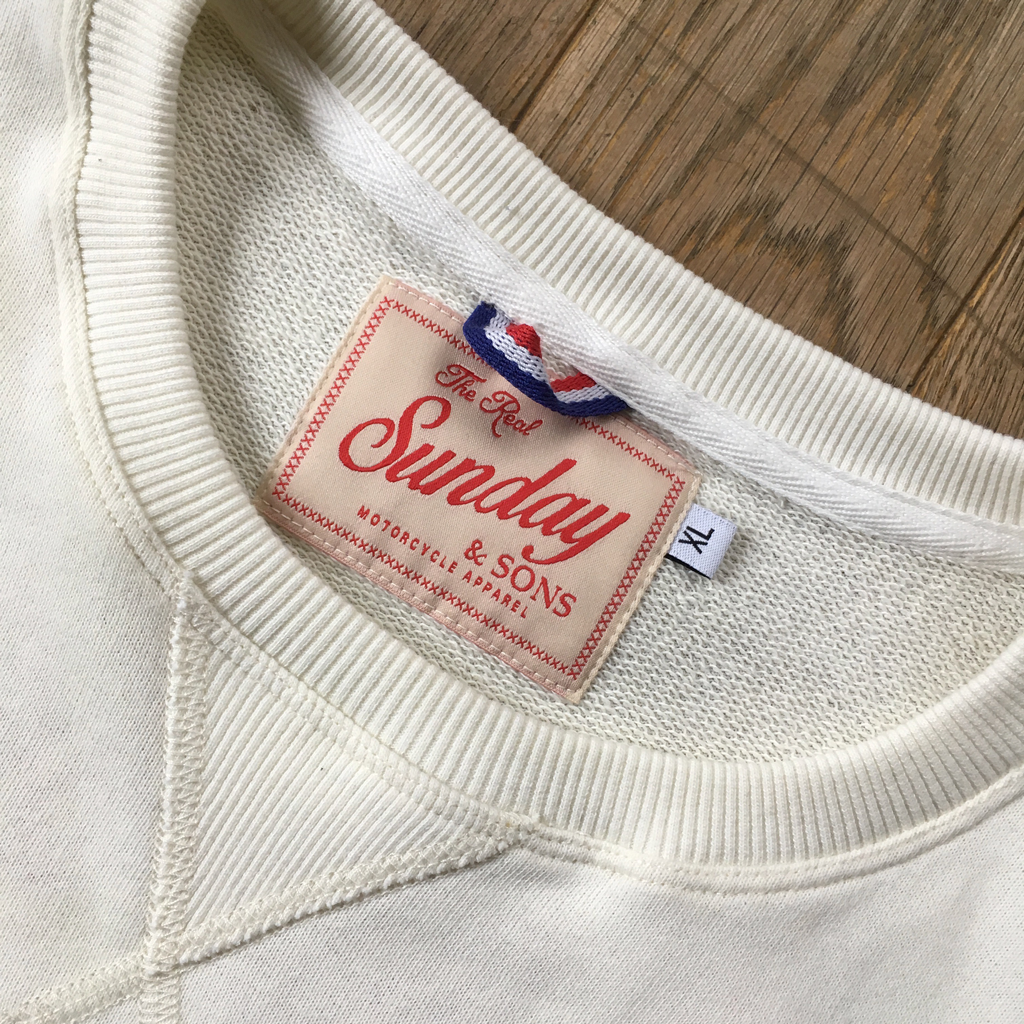 The Real
Sunday
& SONS
MOTORCYCLE APPAREL
XL